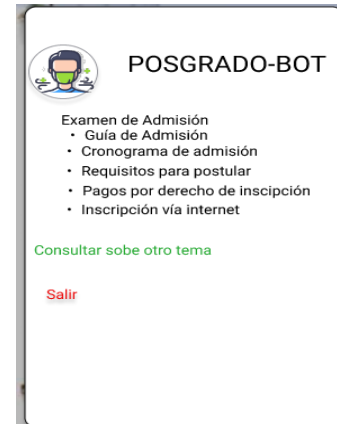 POSGRADO-BOT
Examen de Admisión
• Guía de Admisión
• Cronograma de admisión
• Requisitos para postular
• Pagos por derecho de inscipción
• Inscripción vía internet
Consultar sobe otro tema
Salir